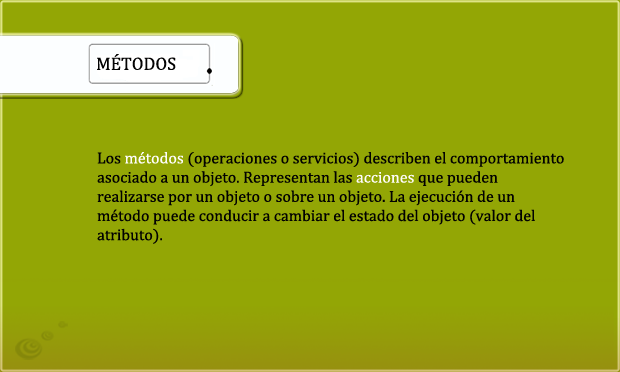 MÉTODOS
Los métodos (operaciones o servicios) describen el comportamiento
asociado a un objeto. Representan las acciones que pueden
realizarse por un objeto o sobre un objeto. La ejecución de un
método puede conducir a cambiar el estado del objeto (valor del
atributo).